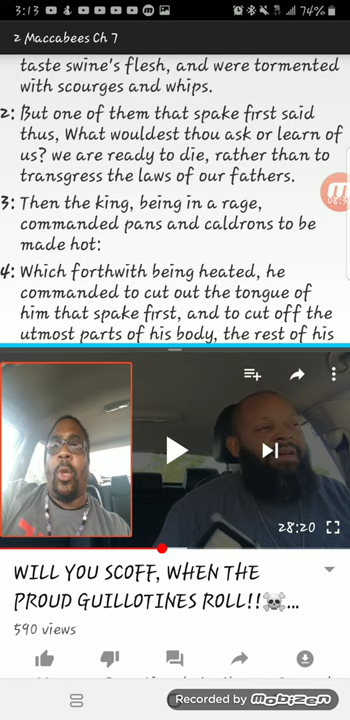 3:13
74%
2 Maccabees Ch 7
taste swine's flesh, and were tormented
with scourges and whips.
2: But one of them that spake first said
thus, What wouldest thou ask or learn of
us? we are ready to die, rather than to
transgress the laws of our fathers.
3: Then the king, being in a rage,
commanded pans and caldrons to be
made hot:
4: Which forthwith being heated, he
commanded to cut out the tongue of
him that spake first, and to cut off the
utmost parts of his body, the rest of his
28:20
WILL YOU SCOFF, WHEN THE
PROUD GUILLOTINES ROLL!!☠️...
590 views
Recorded by mobizen